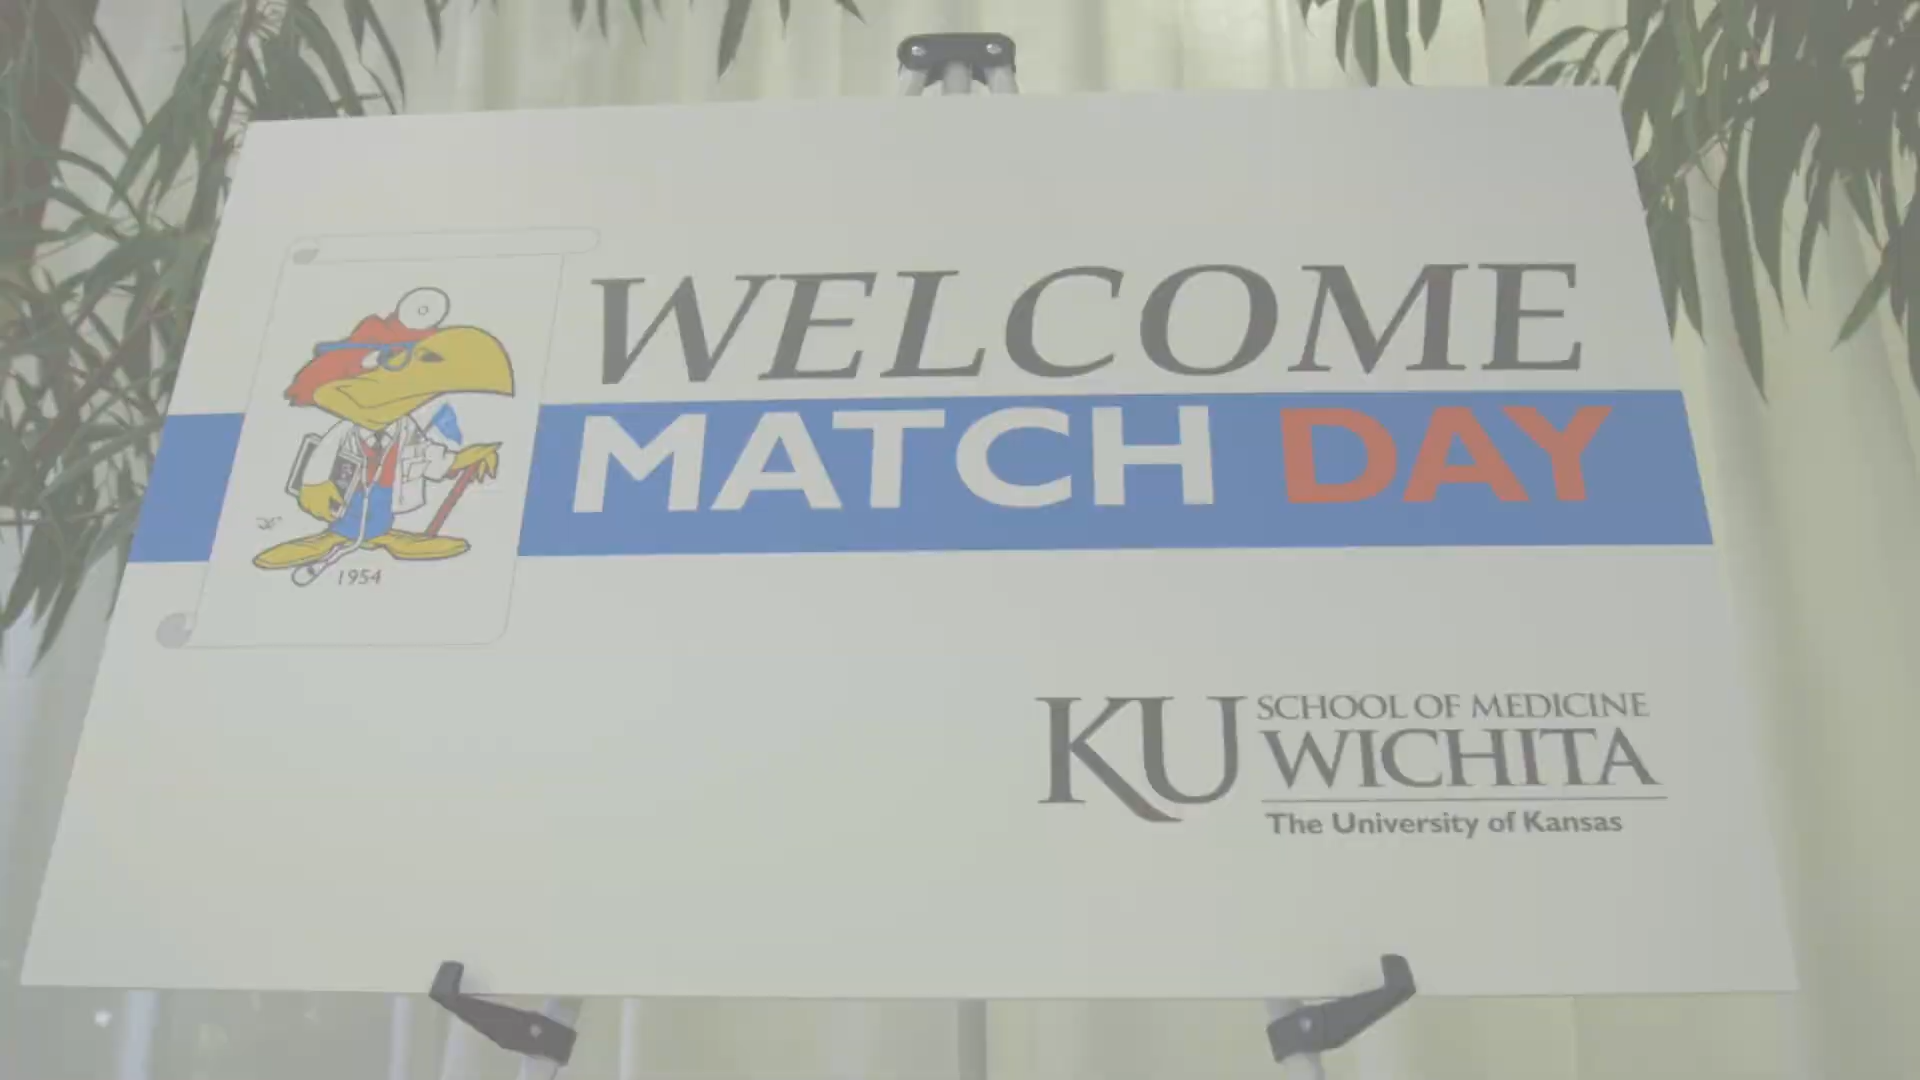 WELCOME
MATCH DAY
1954
KU SCHOOL OF MEDICINE
WICHITA
The University of Kansas